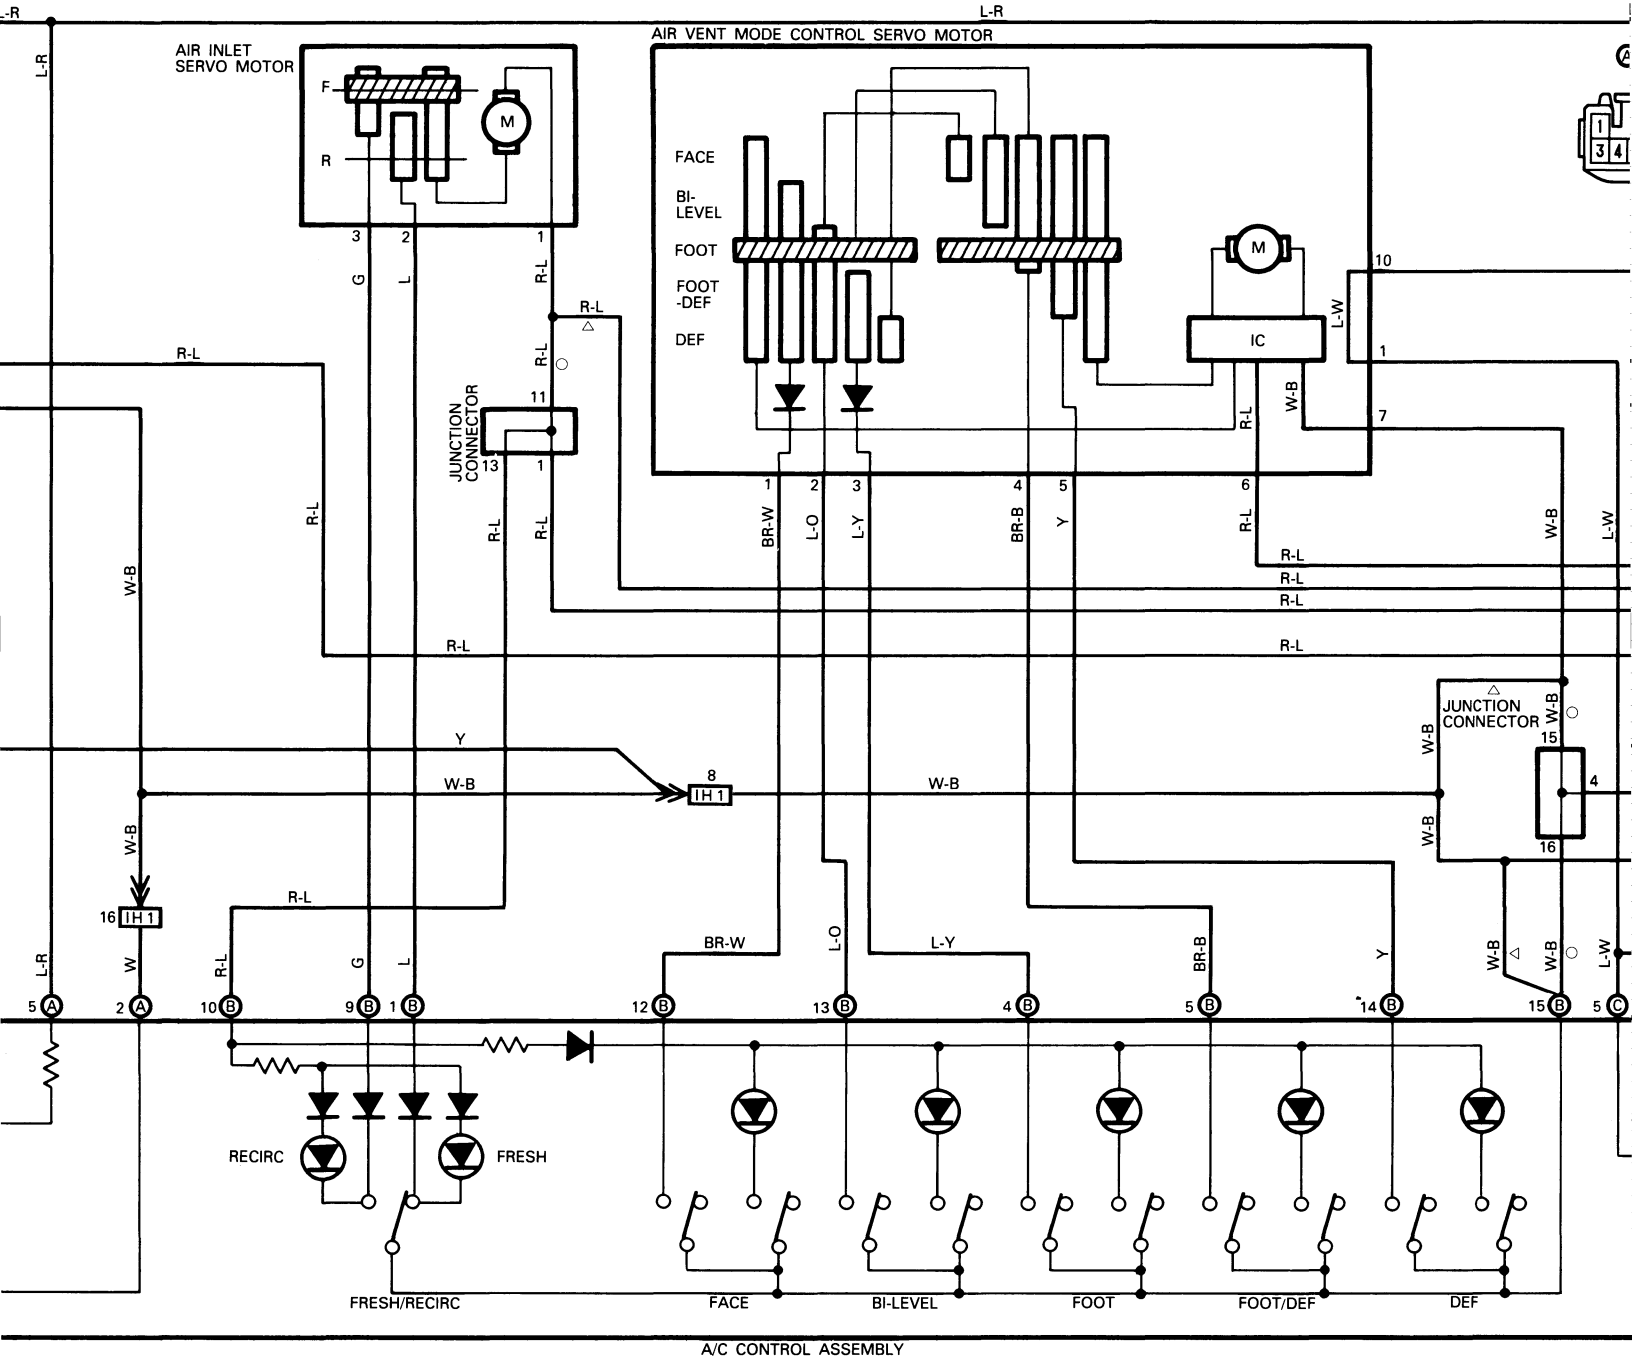 L-R
L-R
AIR INLET
SERVO MOTOR
AIR VENT MODE CONTROL SERVO MOTOR
A
L-R
F
R
M
1
3 4
FACE
BI-
LEVEL
FOOT
FOOT
-DEF
DEF
M
IC
10
L-W
1
7
3
2
1
G
L
R-L
R-L
△
R-L
R-L
○
11
JUNCTION
CONNECTOR
13
1
R-L
W-B
1
2
3
4
5
6
BR-W
L-O
L-Y
BR-B
Y
R-L
W-B
L-W
R-L
R-L
R-L
W-B
R-L
R-L
R-L
R-L
R-L
△
JUNCTION
CONNECTOR
W-B
○
W-B
15
Y
8
IH1
W-B
W-B
4
W-B
W-B
16
16
IH1
R-L
BR-W
L-O
L-Y
BR-B
Y
W-B
△
W-B
○
L-W
L-R
W
R-L
G
L
5 A
2 A
10 B
9 B
1 B
12 B
13 B
4 B
5 B
14 B
15 B
5 C
RECIRC
FRESH
FRESH/RECIRC
FACE
BI-LEVEL
FOOT
FOOT/DEF
DEF
A/C CONTROL ASSEMBLY